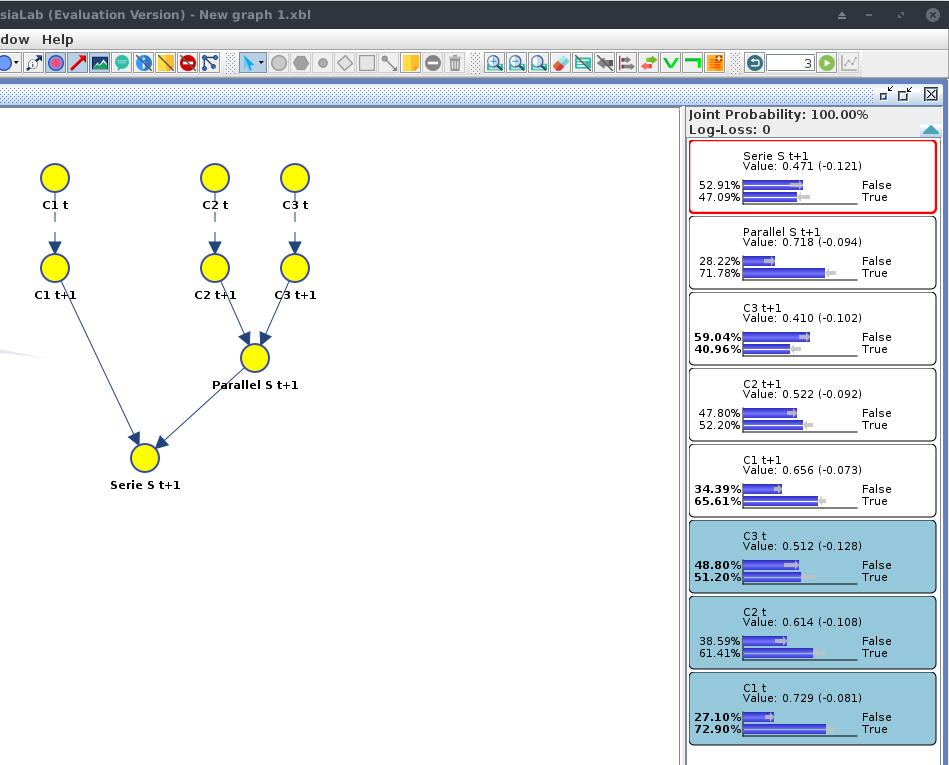 siaLab (Evaluation Version) - New graph 1.xbl
dow Help
3
Joint Probability: 100.00%
Log-Loss: 0
C1 t
C2 t
C3 t
C1 t+1
C2 t+1
C3 t+1
Parallel S t+1
Serie S t+1
Serie S t+1
Value: 0.471 (-0.121)
52.91% False
47.09% True
Parallel S t+1
Value: 0.718 (-0.094)
28.22% False
71.78% True
C3 t+1
Value: 0.410 (-0.102)
59.04% False
40.96% True
C2 t+1
Value: 0.522 (-0.092)
47.80% False
52.20% True
C1 t+1
Value: 0.656 (-0.073)
34.39% False
65.61% True
C3 t
Value: 0.512 (-0.128)
48.80% False
51.20% True
C2 t
Value: 0.614 (-0.108)
38.59% False
61.41% True
C1 t
Value: 0.729 (-0.081)
27.10% False
72.90% True